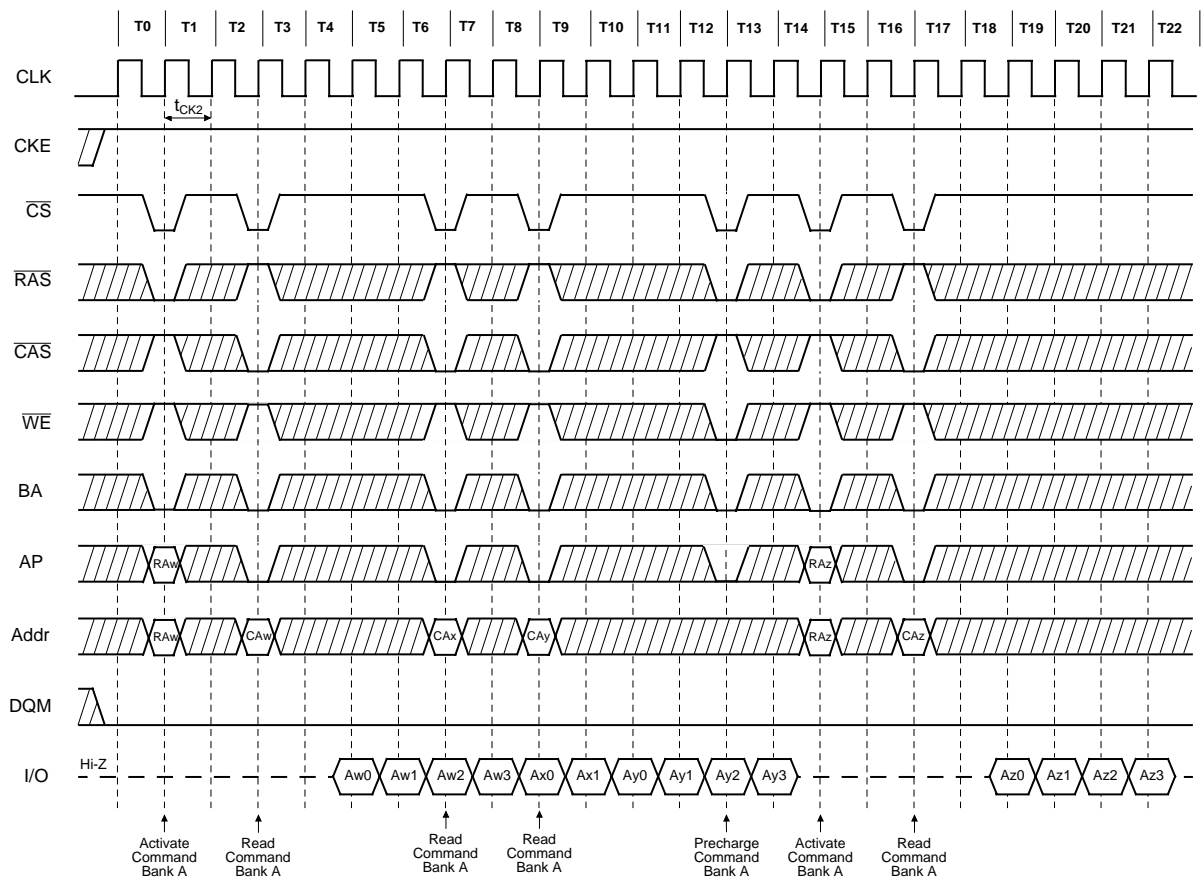 T0 T1 T2 T3 T4 T5 T6 T7 T8 T9 T10 T11 T12 T13 T14 T15 T16 T17 T18 T19 T20 T21 T22
CLK
tCK2
CKE
CS
RAS
CAS
WE
BA
AP
RAw RAz
Addr
RAw CAw CAx CAy RAz CAz
DQM
Hi-Z
I/O
Aw0 Aw1 Aw2 Aw3 Ax0 Ax1 Ay0 Ay1 Ay2 Ay3 Az0 Az1 Az2 Az3
Activate
Command
Bank A
Read
Command
Bank A
Read
Command
Bank A
Read
Command
Bank A
Precharge
Command
Bank A
Activate
Command
Bank A
Read
Command
Bank A